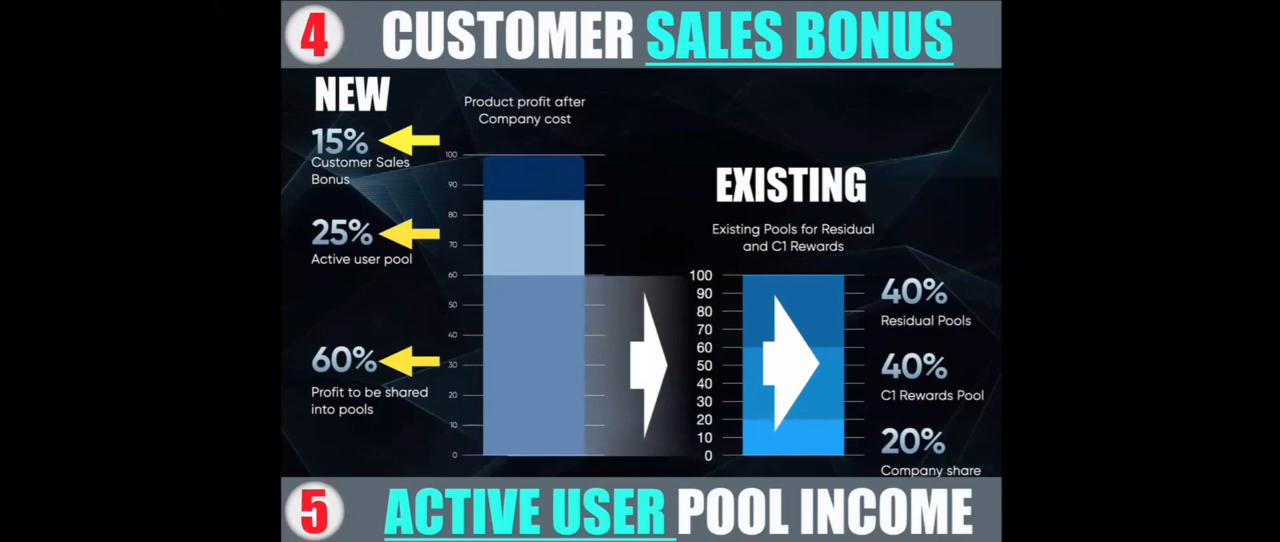 4 CUSTOMER SALES BONUS
NEW
15%
Customer Sales
Bonus
25%
Active user pool
60%
Profit to be shared
into pools
Product profit after
Company cost
100
90
80
70
60
50
40
30
20
10
0
EXISTING
Existing Pools for Residual
and C1 Rewards
100
90
80
70
60
50
40
30
20
10
0
40%
Residual Pools
40%
C1 Rewards Pool
20%
Company share
5 ACTIVE USER POOL INCOME